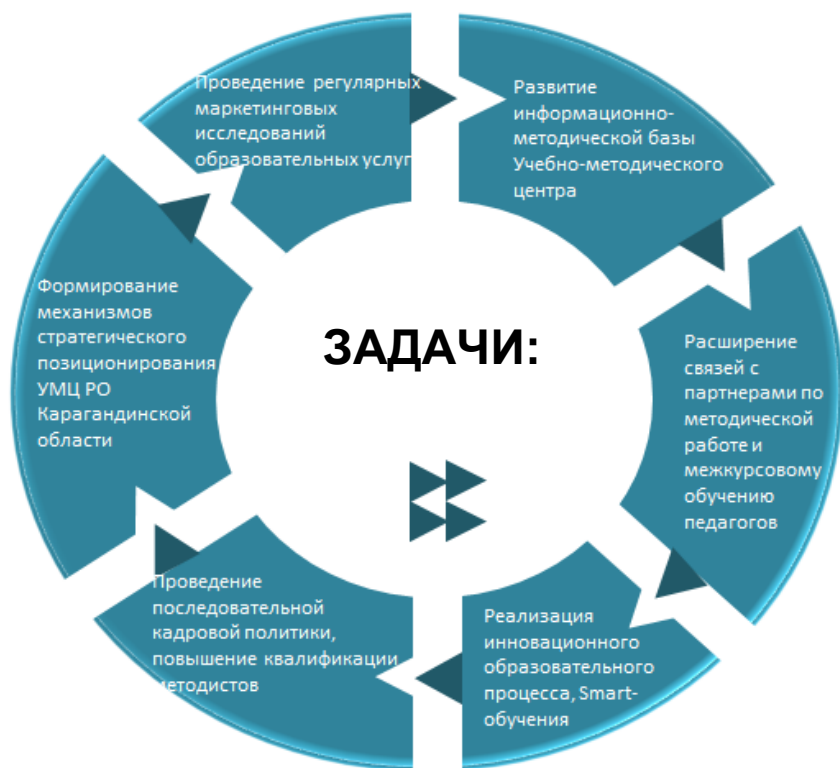 Проведение регулярных
маркетинговых
исследований
образовательных услуг
Развитие
информационно-
методической базы
Учебно-методического
центра
Расширение
связей с
партнерами по
методической
работе и
межкурсовому
обучению
педагогов
Реализация
инновационного
образовательного
процесса, Smart-
обучения
Проведение
последовательной
кадровой политики,
повышение квалификации
методистов
Формирование
механизмов
стратегического
позиционирования
УМЦ РО
Карагандинской
области
ЗАДАЧИ: